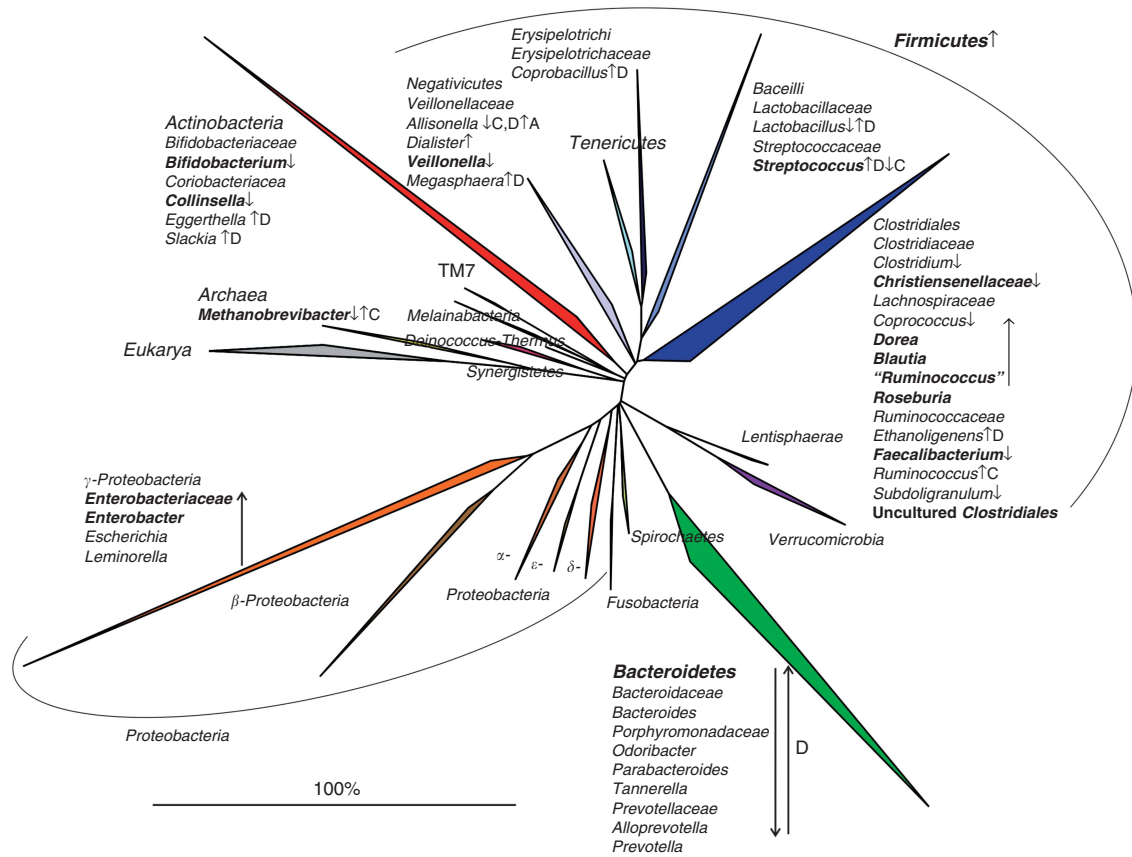 Firmicutes↑
Erysipelotrichi
Erysipelotrichaceae
Coprobacillus↑D
Negativicutes
Veillonellaceae
Allisonella ↓C,D↑A
Dialister↑
Veillonella↓
Megasphaera↑D
Tenericutes
Baceilli
Lactobacillaceae
Lactobacillus↓↑D
Streptococcaceae
Streptococcus↑D↓C
Actinobacteria
Bifidobacteriaceae
Bifidobacterium↓
Coriobacteriacea
Collinsella↓
Eggerthella ↑D
Slackia ↑D
Clostridiales
Clostridiaceae
Clostridium↓
Christiensenellaceae↓
Lachnospiraceae
Coprococcus↓
Dorea
Blautia
“Ruminococcus”
Roseburia
Ruminococcaceae
Ethanoligenens↑D
Faecalibacterium↓
Ruminococcus↑C
Subdoligranulum↓
Uncultured Clostridiales
TM7
Archaea
Methanobrevibacter↓↑C
Melainabacteria
Deinococcus-Thermus
Eukarya
Synergistetes
Lentisphaerae
Verrucomicrobia
γ-Proteobacteria
Enterobacteriaceae
Enterobacter
Escherichia
Leminorella
Spirochaetes
α-
ε-
δ-
Proteobacteria
β-Proteobacteria
Fusobacteria
Proteobacteria
Bacteroidetes
Bacteroidaceae
Bacteroides
Porphyromonadaceae
Odoribacter
Parabacteroides
Tannerella
Prevotellaceae
Alloprevotella
Prevotella
D
100%